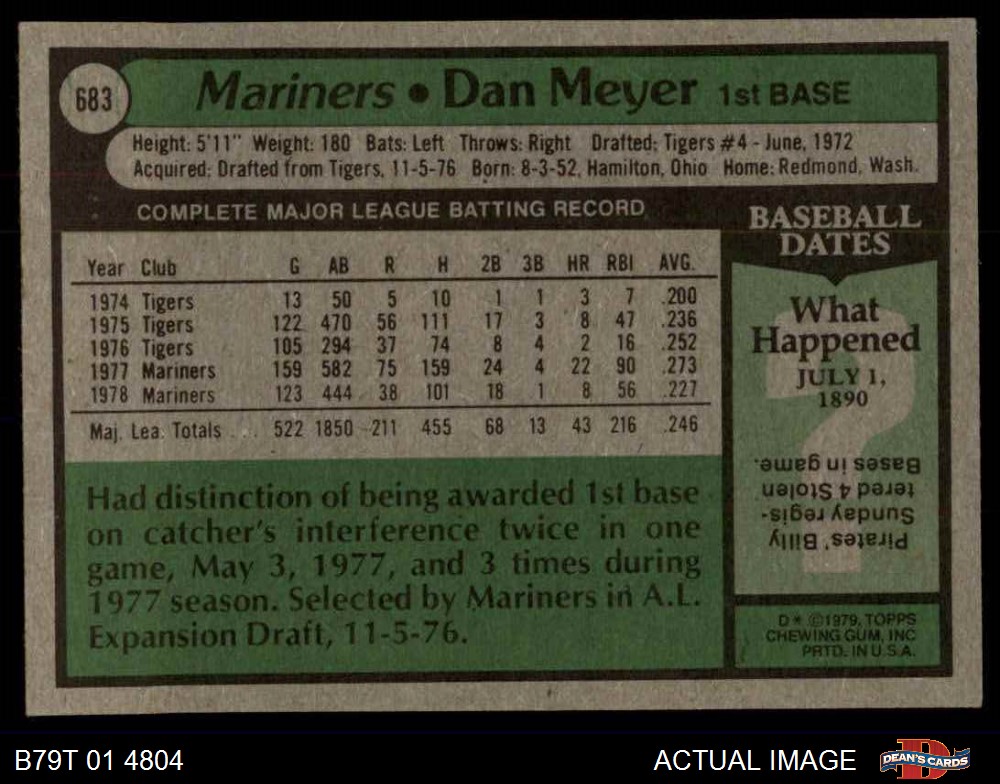 683
Mariners • Dan Meyer 1st BASE
Height: 5'11" Weight: 180 Bats: Left Throws: Right Drafted: Tigers #4 - June, 1972
Acquired: Drafted from Tigers, 11-5-76 Born: 8-3-52, Hamilton, Ohio Home: Redmond, Wash.
COMPLETE MAJOR LEAGUE BATTING RECORD
Year Club G AB R H 2B 3B HR RBI AVG.
1974 Tigers 13 50 5 10 1 1 3 7 .200
1975 Tigers 122 470 56 111 17 3 8 47 .236
1976 Tigers 105 294 37 74 8 4 2 16 .252
1977 Mariners 159 582 75 159 24 4 22 90 .273
1978 Mariners 123 444 38 101 18 1 8 56 .227
Maj. Lea. Totals ... 522 1850 211 455 68 13 43 216 .246
Had distinction of being awarded 1st base
on catcher's interference twice in one
game, May 3, 1977, and 3 times during
1977 season. Selected by Mariners in A.L.
Expansion Draft, 11-5-76.
BASEBALL
DATES
What
Happened
JULY 1,
1890
?
Pirates' Billy
Sunday regis-
tered 4 Stolen
Bases in game.
D* ©1979, TOPPS
CHEWING GUM, INC
PRTD. IN U.S.A.
B79T 01 4804
ACTUAL IMAGE
D
DEAN'S CARDS